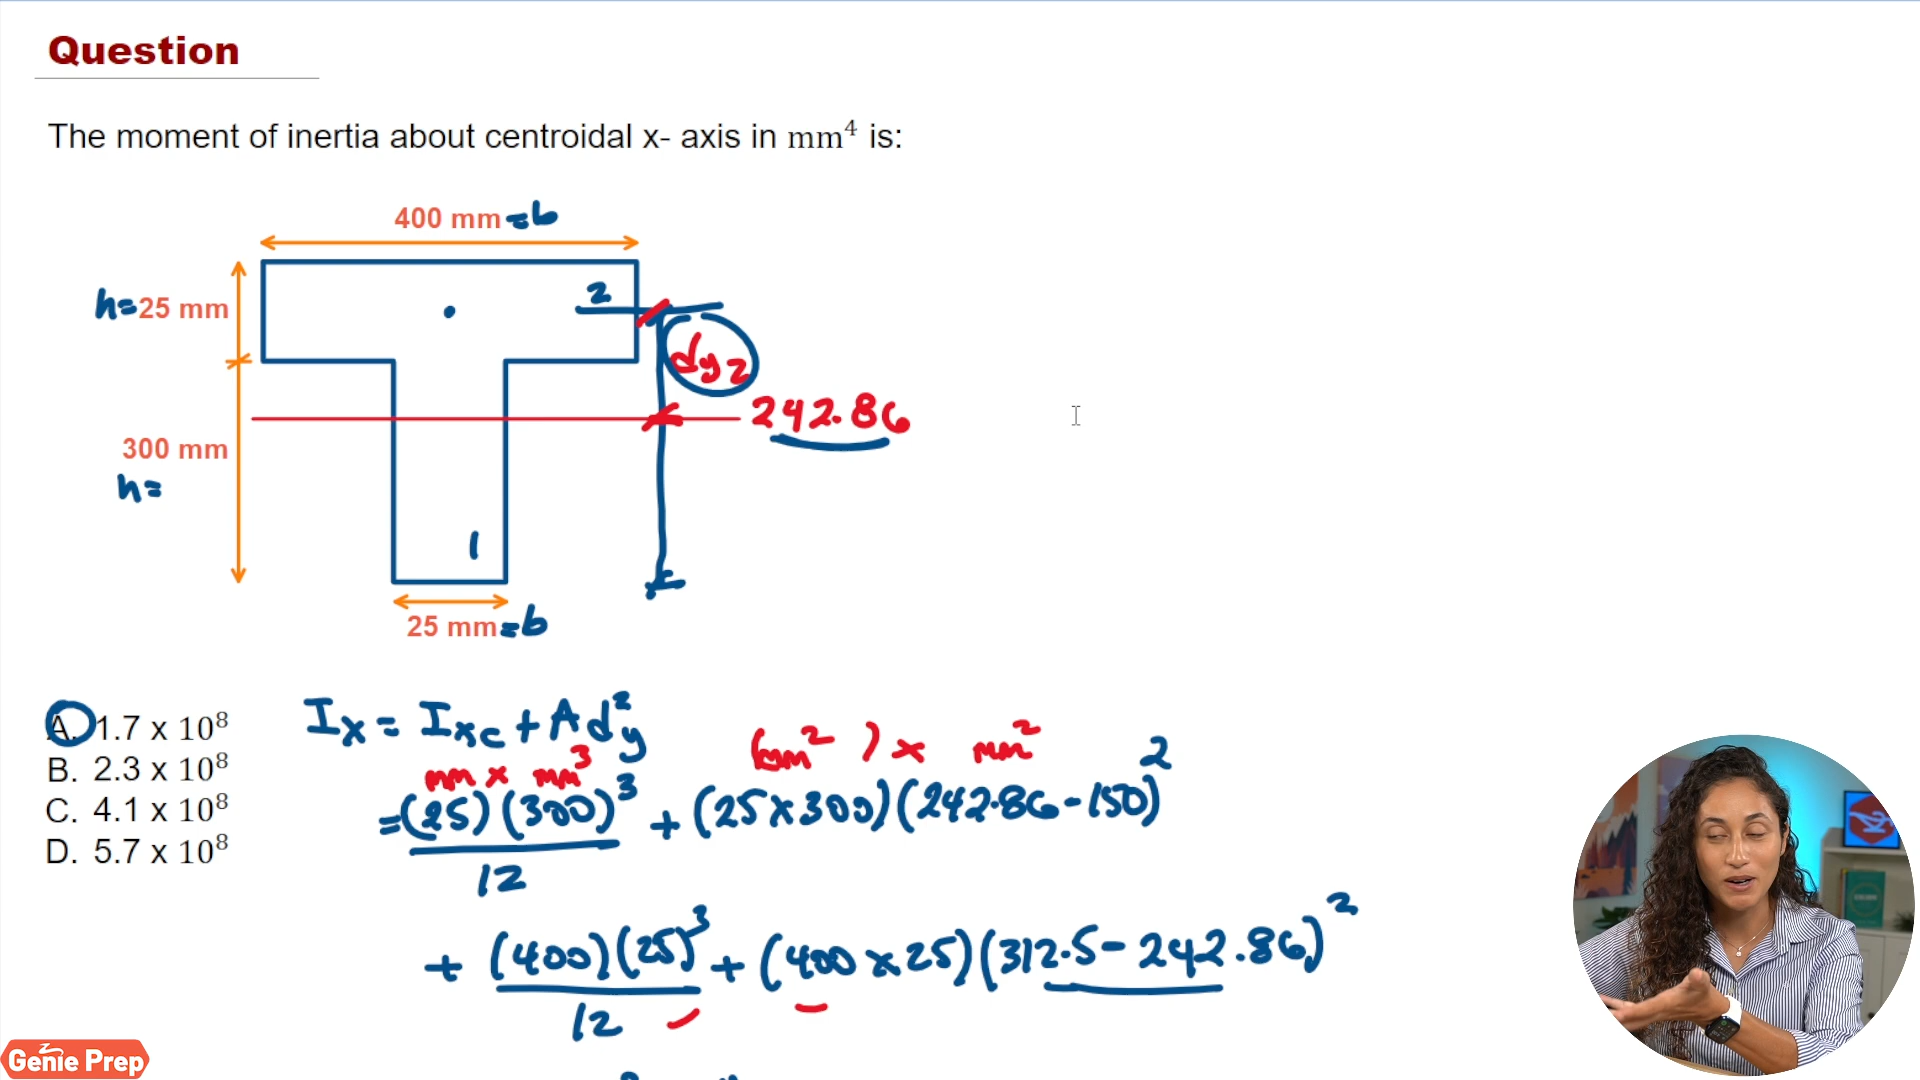 Question
The moment of inertia about centroidal x- axis in mm⁴ is:
400 mm =b
2
h= 25 mm
dy2
242.86
300 mm
h=
1
25 mm =b
A. 1.7 x 10⁸
B. 2.3 x 10⁸
C. 4.1 x 10⁸
D. 5.7 x 10⁸
Ix = Ixc + A dy²
mm x mm³ (mm²) x mm²
= (25)(300)³/12 + (25x300)(242.86-150)²
+ (400)(25)³/12 + (400x25)(312.5-242.86)²
Genie Prep